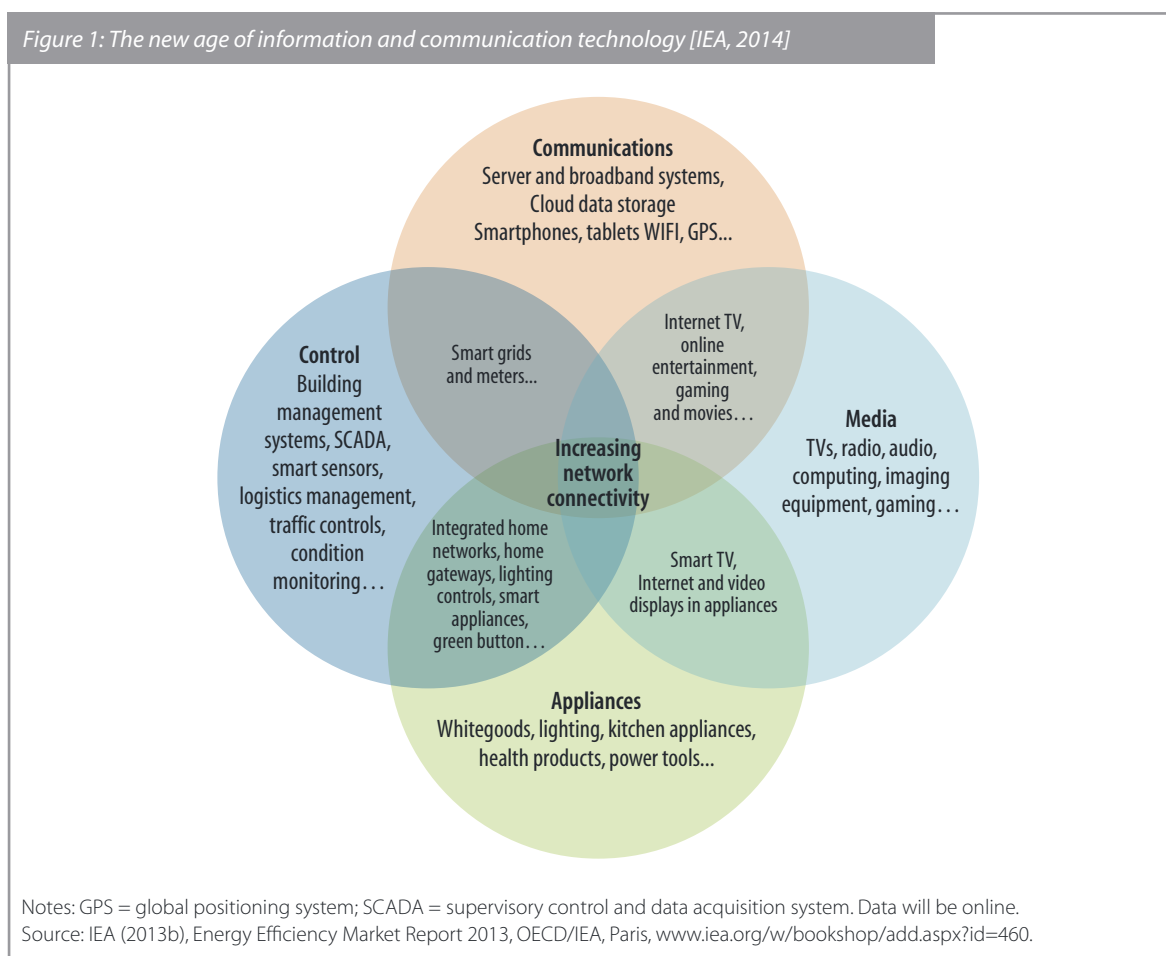 Figure 1: The new age of information and communication technology [IEA, 2014]
Communications
Server and broadband systems,
Cloud data storage
Smartphones, tablets WIFI, GPS...
Control
Building
management
systems, SCADA,
smart sensors,
logistics management,
traffic controls,
condition
monitoring…
Smart grids
and meters...
Internet TV,
online
entertainment,
gaming
and movies…
Media
TVs, radio, audio,
computing, imaging
equipment, gaming…
Increasing
network
connectivity
Integrated home
networks, home
gateways, lighting
controls, smart
appliances,
green button…
Smart TV,
Internet and video
displays in appliances
Appliances
Whitegoods, lighting, kitchen appliances,
health products, power tools...
Notes: GPS = global positioning system; SCADA = supervisory control and data acquisition system. Data will be online.
Source: IEA (2013b), Energy Efficiency Market Report 2013, OECD/IEA, Paris, www.iea.org/w/bookshop/add.aspx?id=460.